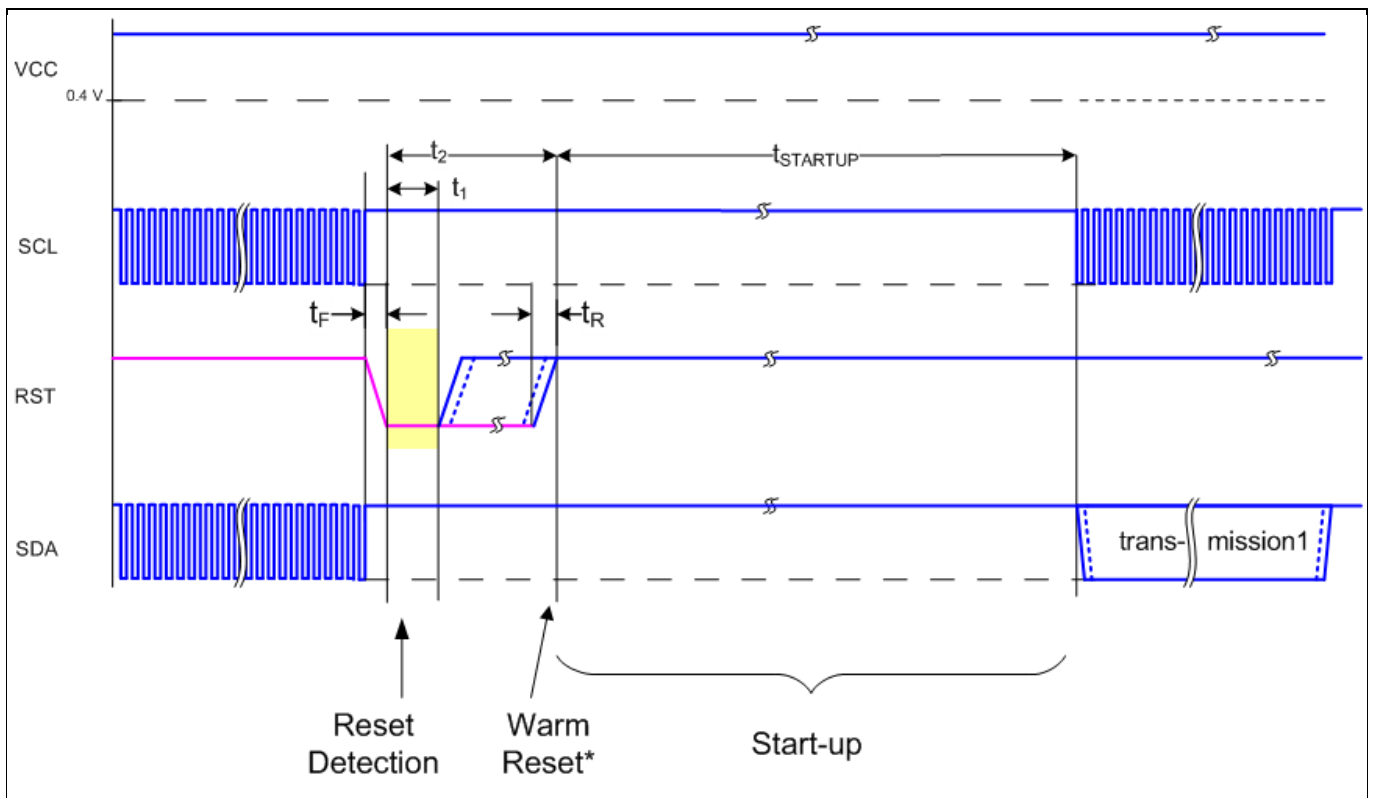 VCC
0.4 V
t2
tSTARTUP
t1
SCL
tF
tR
RST
SDA
trans- mission1
Reset
Detection
Warm
Reset*
Start-up